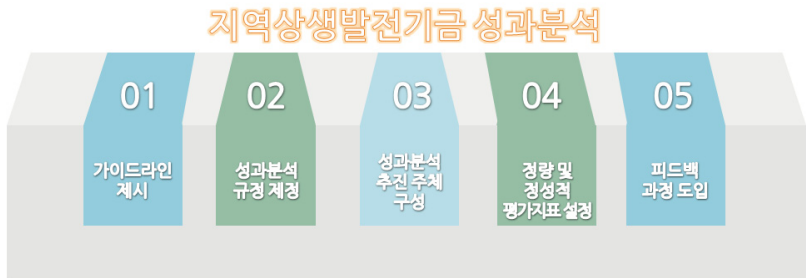 지역상생발전기금 성과분석
01
가이드라인
제시
02
성과분석
규정 제정
03
성과분석
추진 주체
구성
04
정량 및
정성적
평가지표 설정
05
피드백
과정 도입